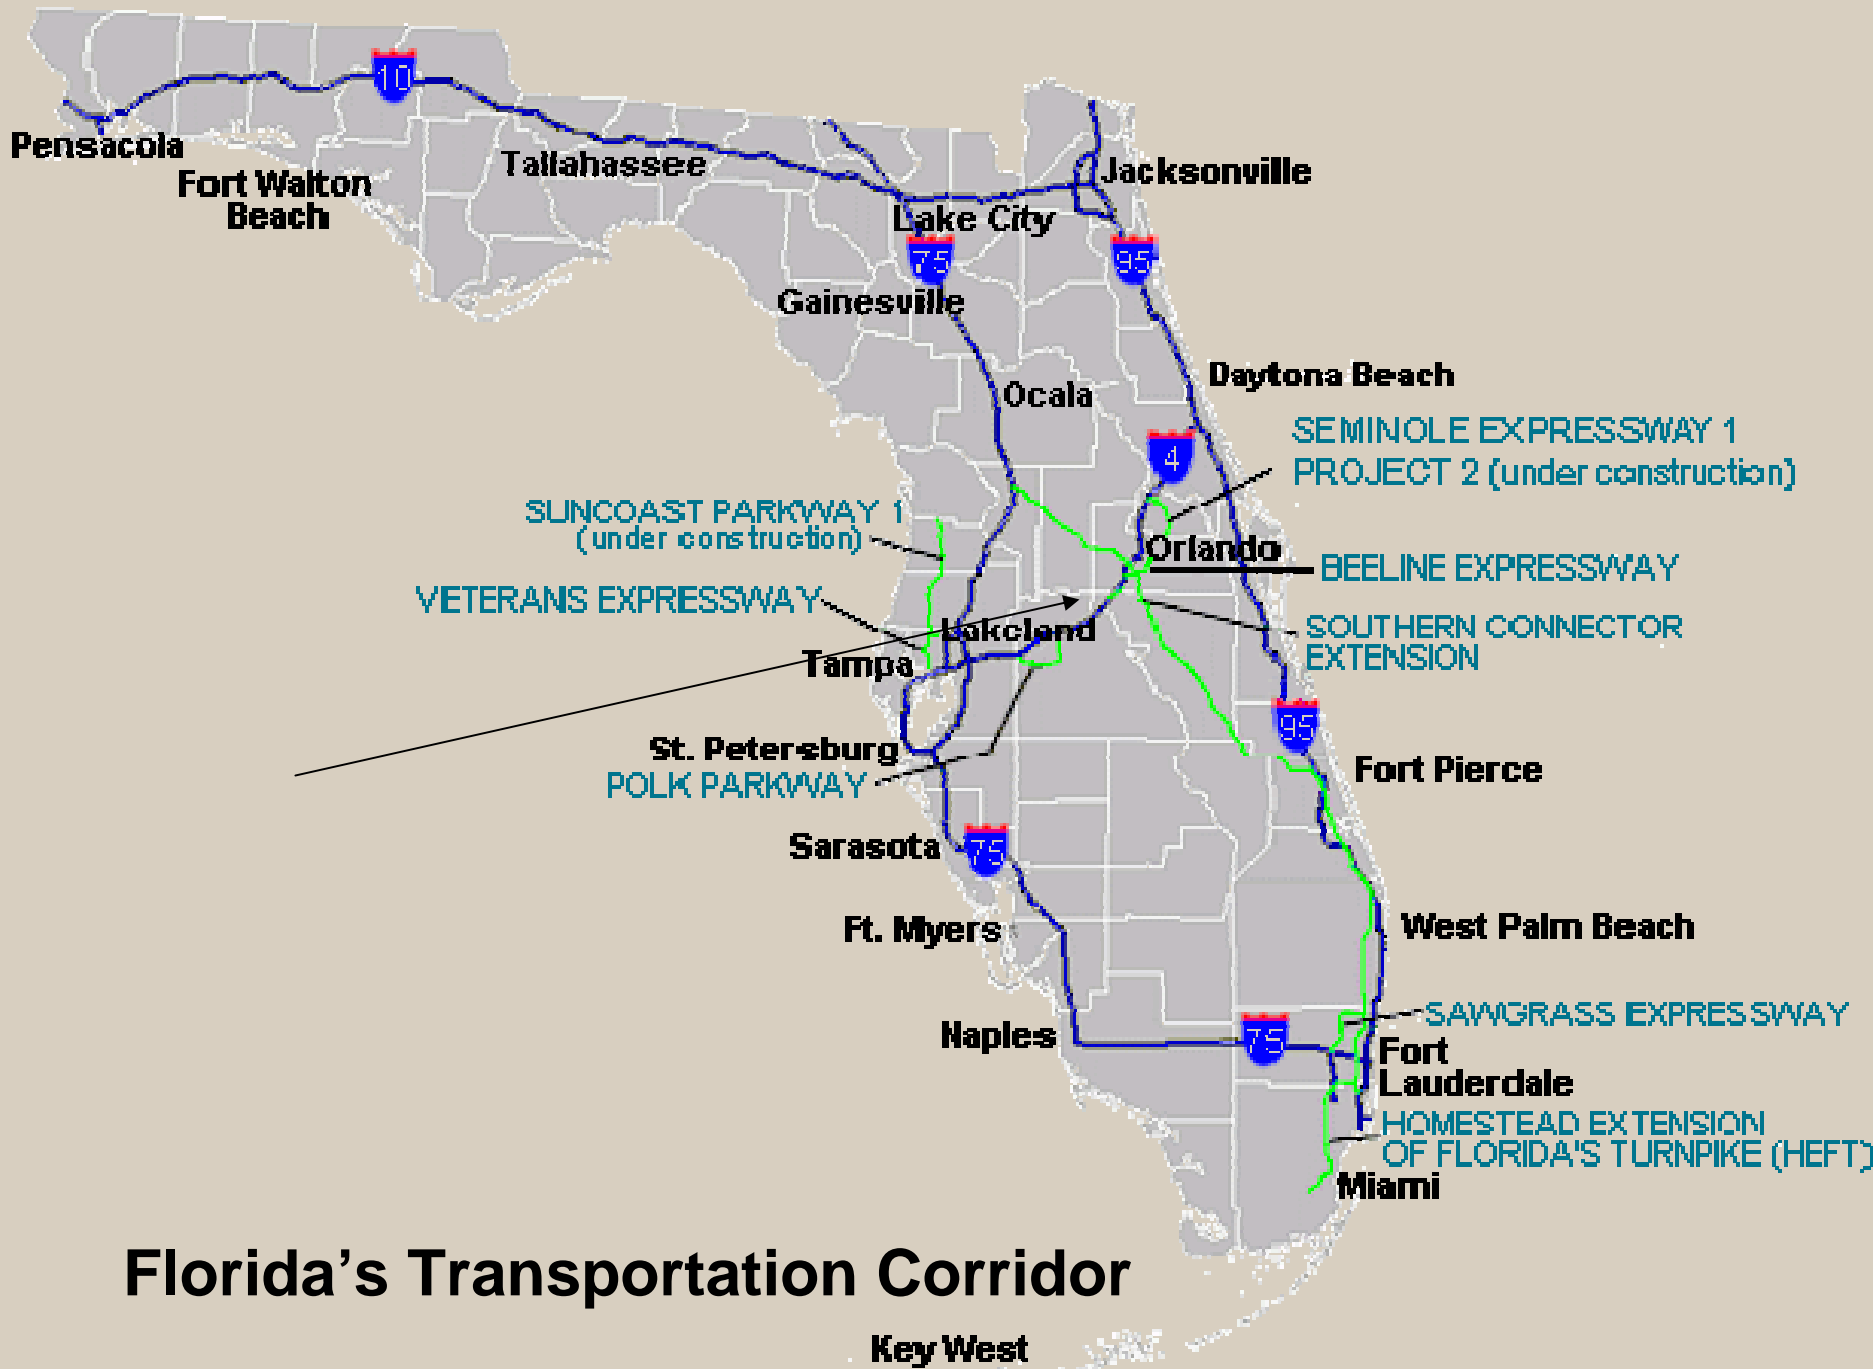 10
Pensacola
Fort Walton
Beach
Tallahassee
Jacksonville
Lake City
75
95
Gainesville
Daytona Beach
Ocala
SEMINOLE EXPRESSWAY 1
PROJECT 2 (under construction)
4
SUNCOAST PARKWAY 1
(under construction)
Orlando
BEELINE EXPRESSWAY
VETERANS EXPRESSWAY
Lakeland
SOUTHERN CONNECTOR
EXTENSION
Tampa
95
St. Petersburg
Fort Pierce
POLK PARKWAY
Sarasota
75
Ft. Myers
West Palm Beach
SAWGRASS EXPRESSWAY
Naples
75
Fort
Lauderdale
HOMESTEAD EXTENSION
OF FLORIDA'S TURNPIKE (HEFT)
Miami
Florida’s Transportation Corridor
Key West